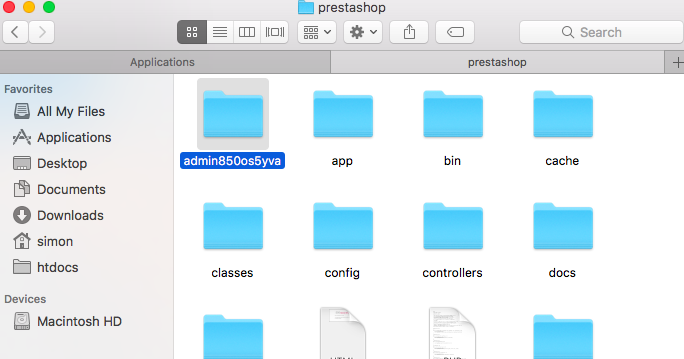 prestashop
Search
Applications
prestashop
Favorites
All My Files
Applications
Desktop
Documents
Downloads
simon
htdocs
Devices
Macintosh HD
admin850os5yva
app
bin
cache
classes
config
controllers
docs